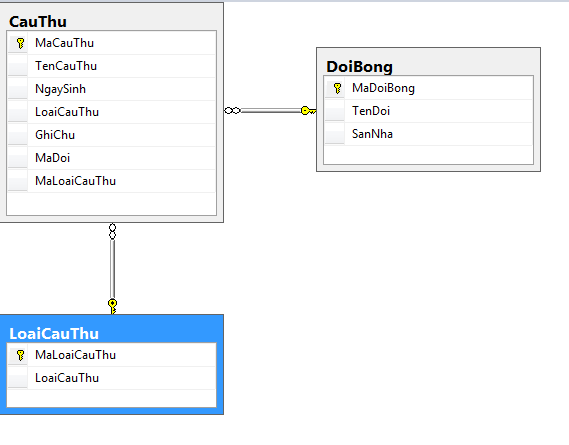 CauThu
MaCauThu
TenCauThu
NgaySinh
LoaiCauThu
GhiChu
MaDoi
MaLoaiCauThu
DoiBong
MaDoiBong
TenDoi
SanNha
LoaiCauThu
MaLoaiCauThu
LoaiCauThu